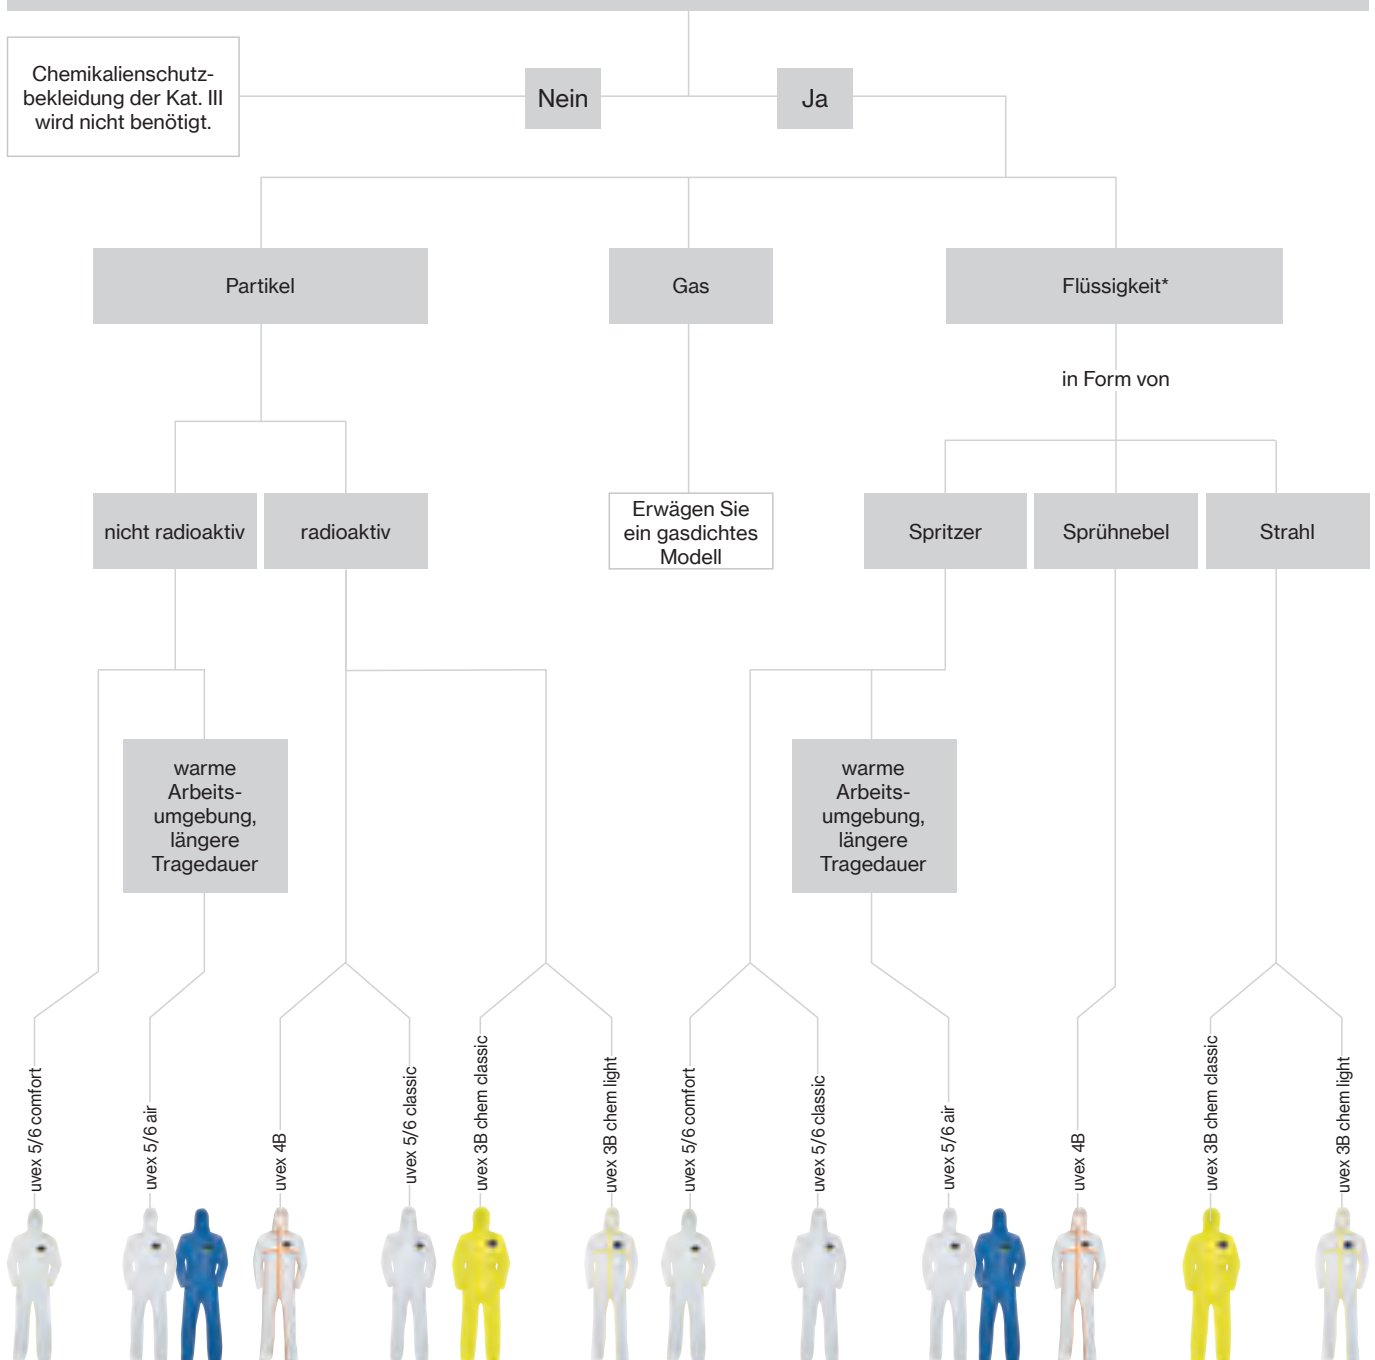 Chemikalienschutz-
bekleidung der Kat. III
wird nicht benötigt.
Nein
Ja
Partikel
Gas
Flüssigkeit*
in Form von
nicht radioaktiv
radioaktiv
Erwägen Sie
ein gasdichtes
Modell
Spritzer
Sprühnebel
Strahl
warme
Arbeits-
umgebung,
längere
Tragedauer
warme
Arbeits-
umgebung,
längere
Tragedauer
uvex 5/6 comfort
uvex 5/6 air
uvex 4B
uvex 5/6 classic
uvex 3B chem classic
uvex 3B chem light
uvex 5/6 comfort
uvex 5/6 classic
uvex 5/6 air
uvex 4B
uvex 3B chem classic
uvex 3B chem light